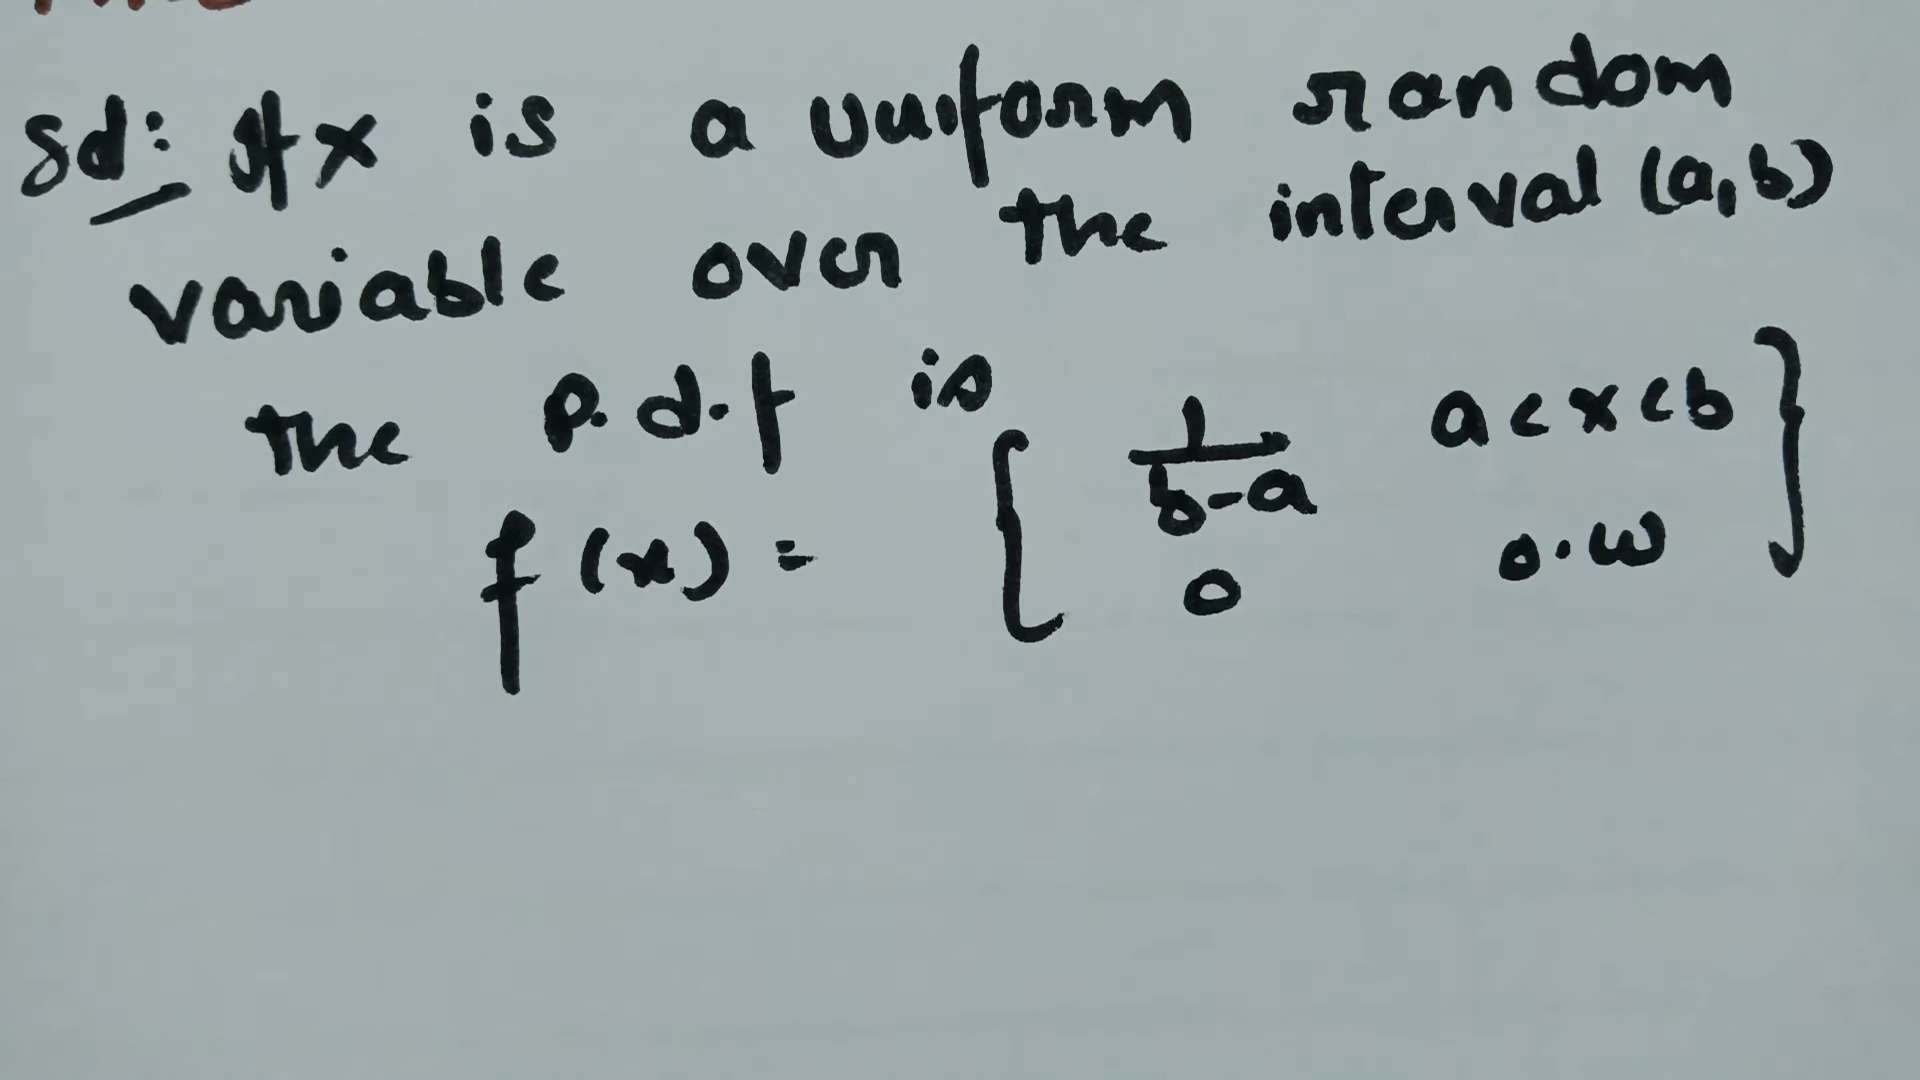 Sol: If x is a uniform random
variable over the interval (a,b)
the p.d.f is
f(x) = { 1/(b-a) a<x<b
0 o.w }